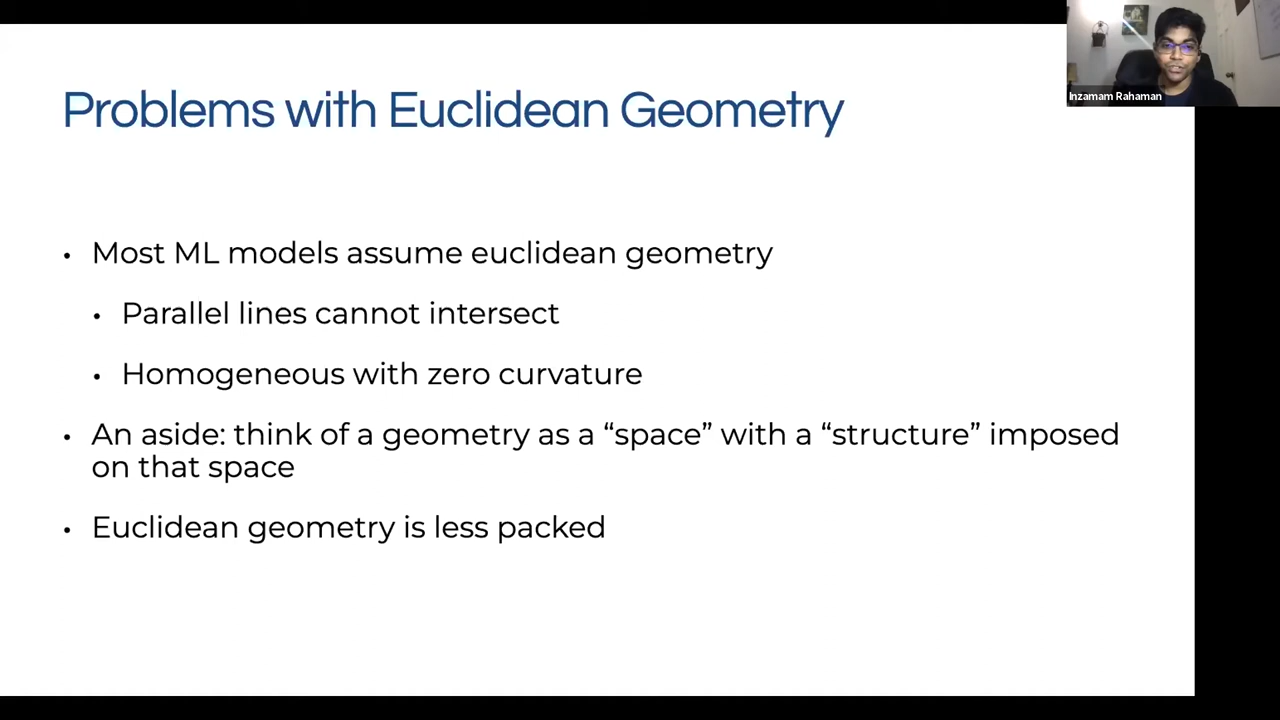 Inzamam Rahaman
Problems with Euclidean Geometry
• Most ML models assume euclidean geometry
• Parallel lines cannot intersect
• Homogeneous with zero curvature
• An aside: think of a geometry as a “space” with a “structure” imposed
on that space
• Euclidean geometry is less packed